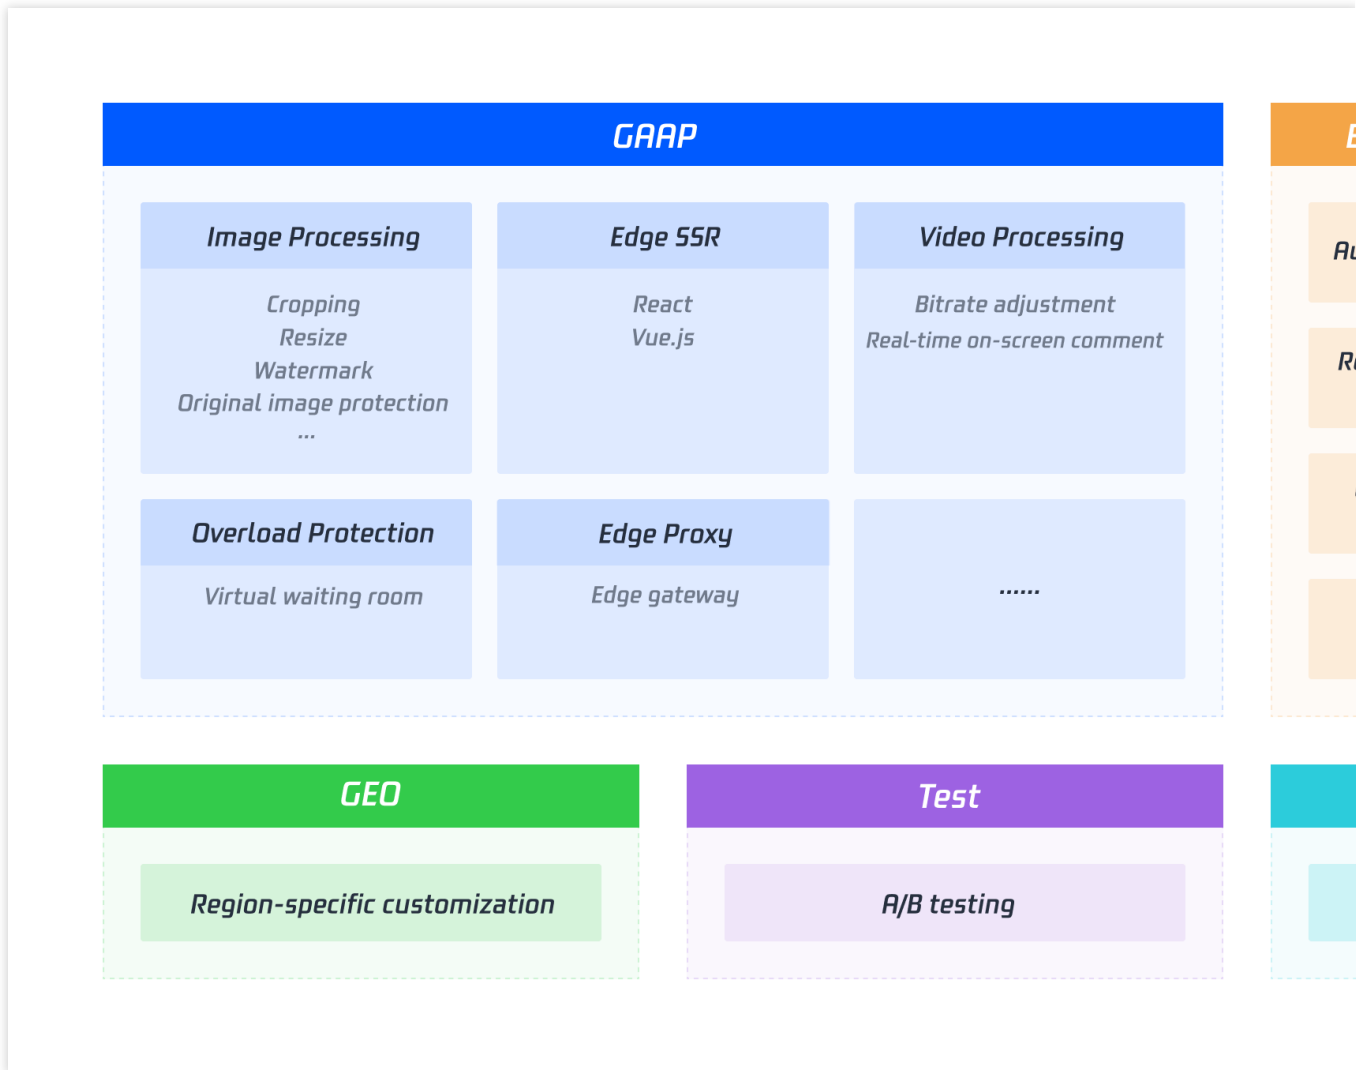 GAAP
Image Processing
Cropping
Resize
Watermark
Original image protection
...
Edge SSR
React
Vue.js
Video Processing
Bitrate adjustment
Real-time on-screen comment
Overload Protection
Virtual waiting room
Edge Proxy
Edge gateway
......
GEO
Region-specific customization
Test
A/B testing